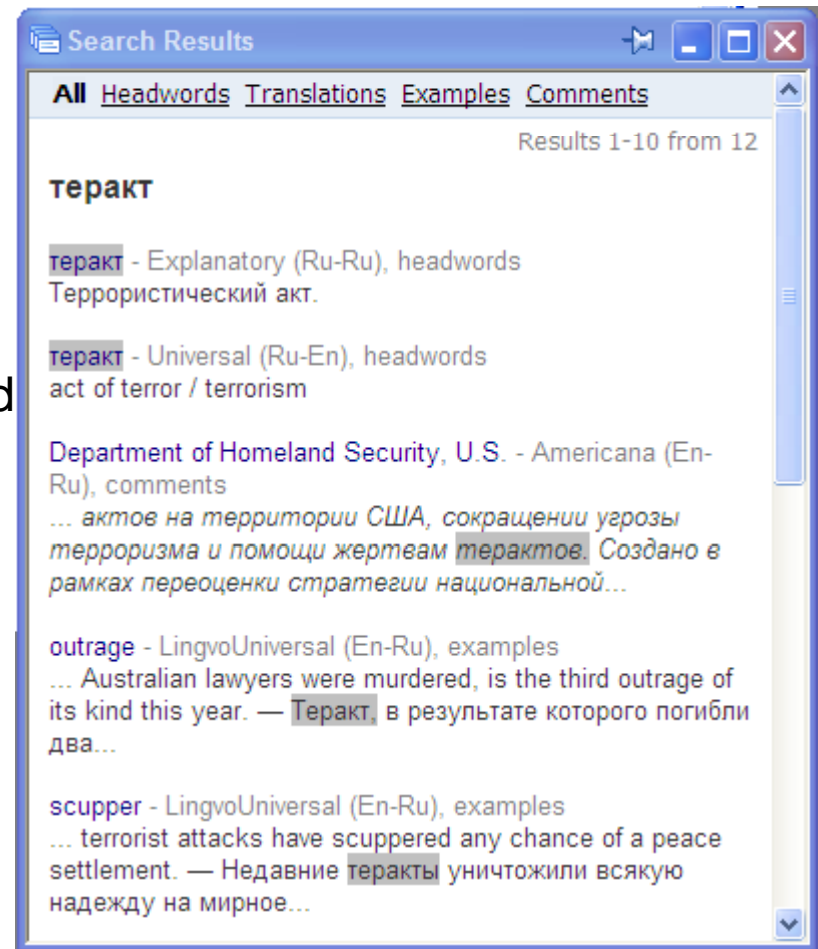 Search Results
All Headwords Translations Examples Comments
Results 1-10 from 12
теракт
теракт - Explanatory (Ru-Ru), headwords
Террористический акт.
теракт - Universal (Ru-En), headwords
act of terror / terrorism
d
Department of Homeland Security, U.S. - Americana (En-
Ru), comments
... актов на территории США, сокращении угрозы
терроризма и помощи жертвам терактов. Создано в
рамках переоценки стратегии национальной...
outrage - LingvoUniversal (En-Ru), examples
... Australian lawyers were murdered, is the third outrage of
its kind this year. — Теракт, в результате которого погибли
два...
scupper - LingvoUniversal (En-Ru), examples
... terrorist attacks have scuppered any chance of a peace
settlement. — Недавние теракты уничтожили всякую
надежду на мирное...